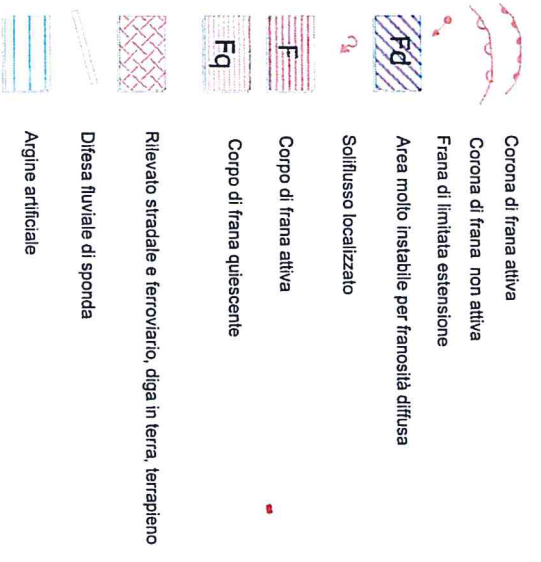 Corona di frana attiva
Corona di frana non attiva
Frana di limitata estensione
Fd
Area molto instabile per franosità diffusa
Soliflusso localizzato
F
Corpo di frana attiva
Fq
Corpo di frana quiescente
Rilevato stradale e ferroviario, diga in terra, terrapieno
Difesa fluviale di sponda
Argine artificiale